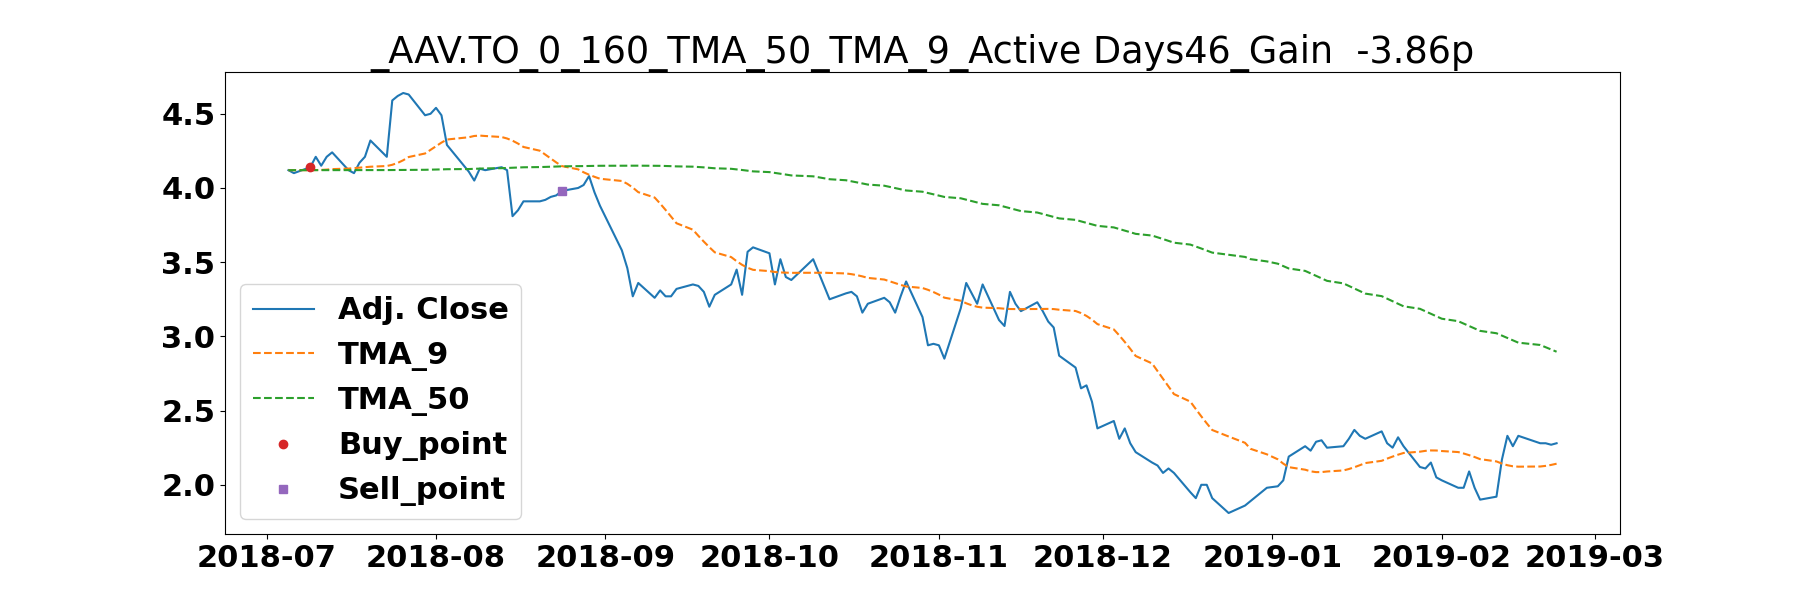 _AAV.TO_0_160_TMA_50_TMA_9_Active Days46_Gain  -3.86p
4.5
4.0
3.5
3.0
2.5
2.0
Adj. Close
TMA_9
TMA_50
Buy_point
Sell_point
2018-07 2018-08 2018-09 2018-10 2018-11 2018-12 2019-01 2019-02 2019-03